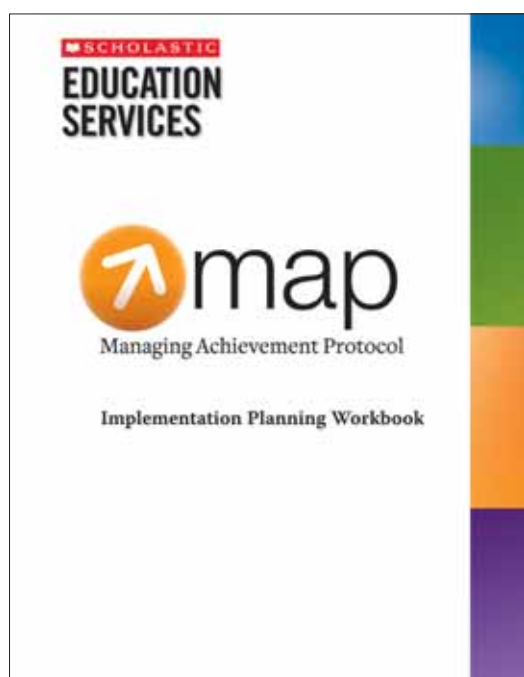 SCHOLASTIC
EDUCATION
SERVICES
map
Managing Achievement Protocol
Implementation Planning Workbook